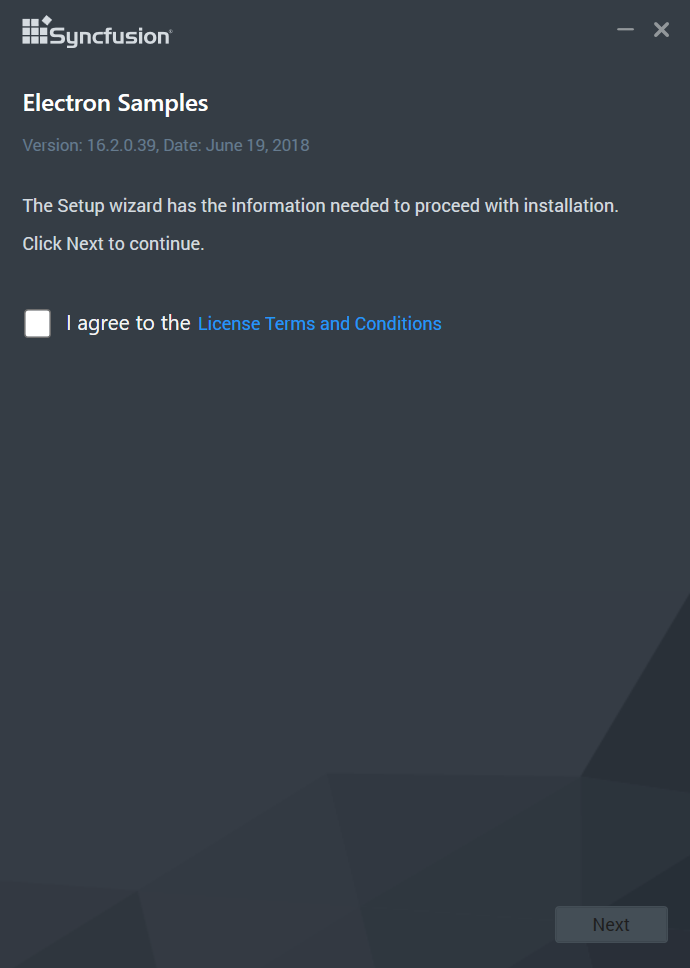 Syncfusion®
Electron Samples
Version: 16.2.0.39, Date: June 19, 2018
The Setup wizard has the information needed to proceed with installation.
Click Next to continue.
I agree to the License Terms and Conditions
Next